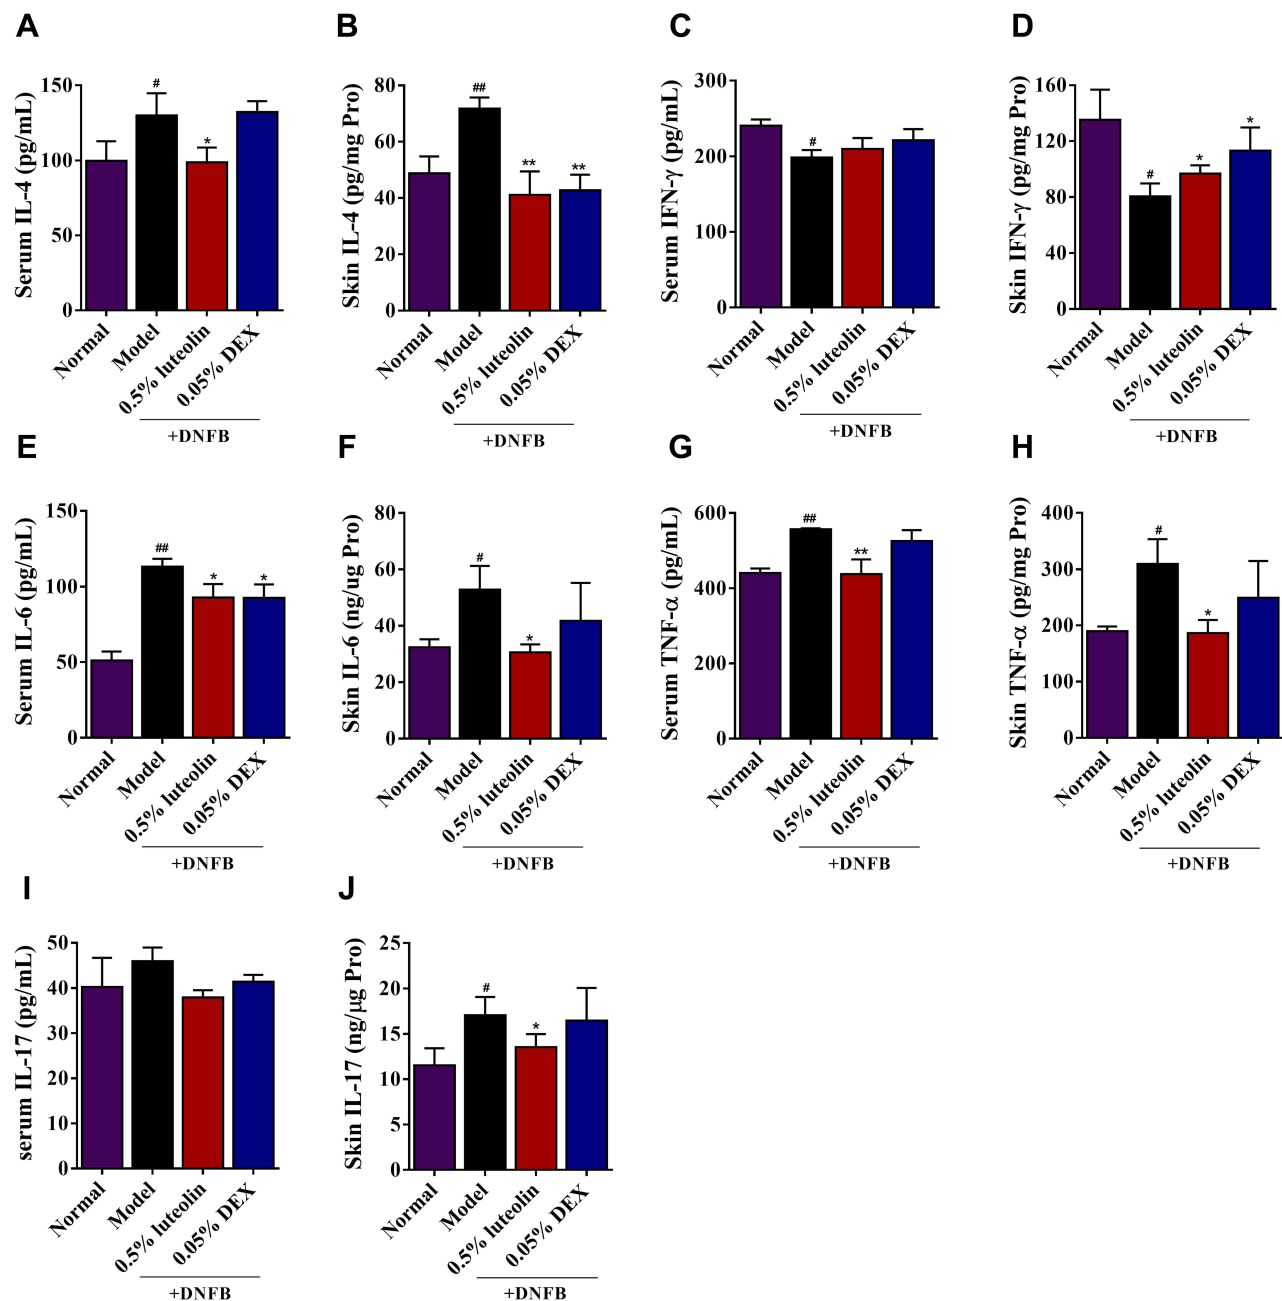 A
Serum IL-4 (pg/mL)
150
100
50
0
#
*
Normal
Model
0.5% luteolin
0.05% DEX
+DNFB
B
Skin IL-4 (pg/mg Pro)
80
60
40
20
0
##
**
**
Normal
Model
0.5% luteolin
0.05% DEX
+DNFB
C
Serum IFN-γ (pg/mL)
300
200
100
0
#
Normal
Model
0.5% luteolin
0.05% DEX
+DNFB
D
Skin IFN-γ (pg/mg Pro)
160
120
80
40
0
#
*
*
Normal
Model
0.5% luteolin
0.05% DEX
+DNFB
E
Serum IL-6 (pg/mL)
150
100
50
0
##
*
*
Normal
Model
0.5% luteolin
0.05% DEX
+DNFB
F
Skin IL-6 (ng/ug Pro)
80
60
40
20
0
#
*
Normal
Model
0.5% luteolin
0.05% DEX
+DNFB
G
Serum TNF-α (pg/mL)
600
400
200
0
##
**
Normal
Model
0.5% luteolin
0.05% DEX
+DNFB
H
Skin TNF-α (pg/mg Pro)
400
300
200
100
0
#
*
Normal
Model
0.5% luteolin
0.05% DEX
+DNFB
I
serum IL-17 (pg/mL)
50
40
30
20
10
0
Normal
Model
0.5% luteolin
0.05% DEX
+DNFB
J
Skin IL-17 (ng/μg Pro)
25
20
15
10
5
0
#
*
Normal
Model
0.5% luteolin
0.05% DEX
+DNFB